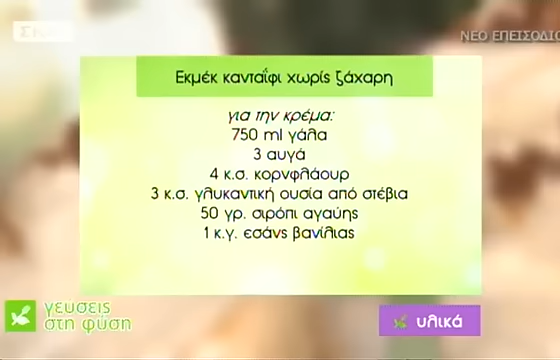 ΝΕΟ ΕΠΕΙΣΟΔΙΟ
Εκμέκ κανταΐφι χωρίς ζάχαρη
για την κρέμα:
750 ml γάλα
3 αυγά
4 κ.σ. κορνφλάουρ
3 κ.σ. γλυκαντική ουσία από στέβια
50 γρ. σιρόπι αγαύης
1 κ.γ. εσάνς βανίλιας
γεύσεις
στη φύση
υλικά